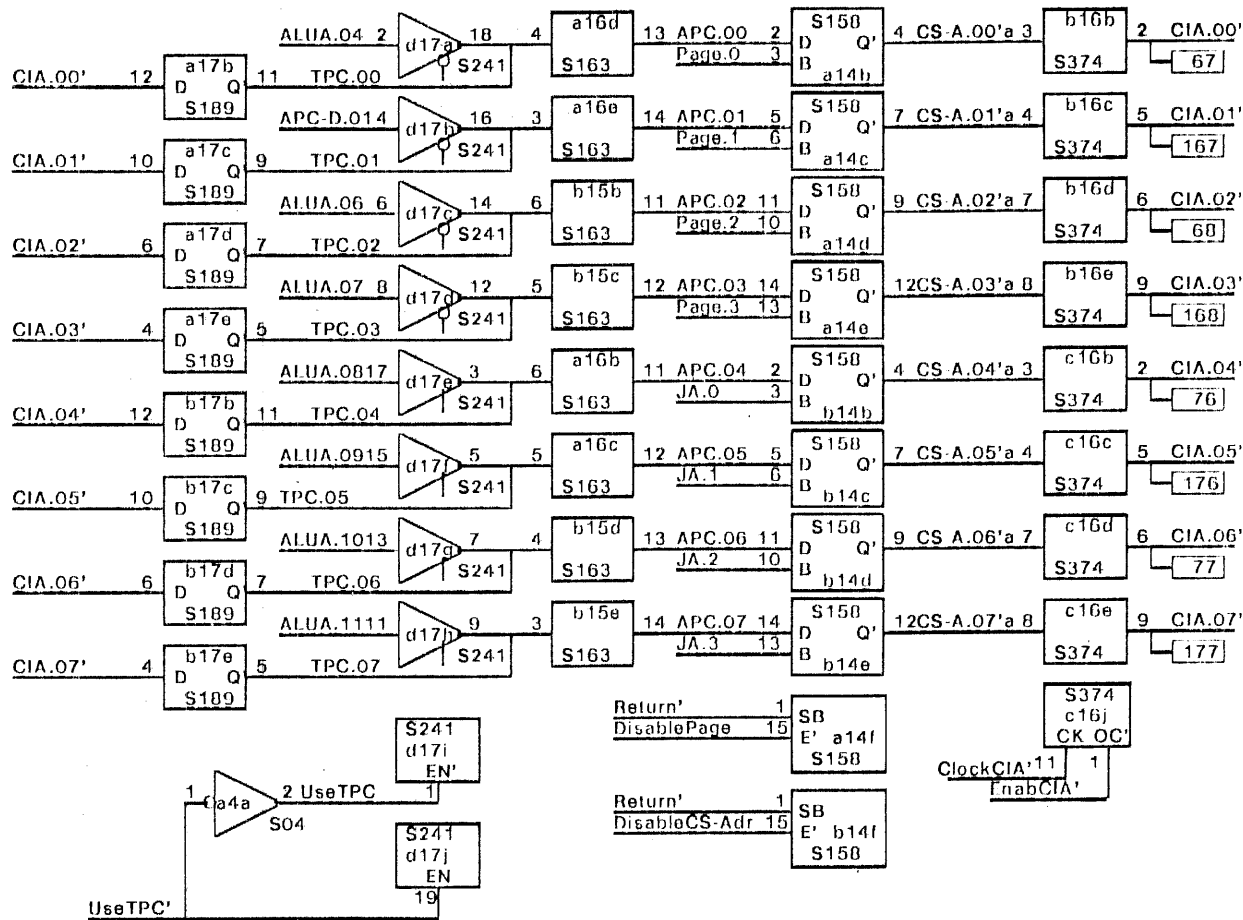 ALUA.04 2 d17a 18 S241 4 a16d S163 13 APC.00 2 Page.0 3 S158 D Q' B a14b 4 CS-A.00'a 3 b16b S374 2 CIA.00' 67
CIA.00' 12 a17b D Q' S189 11 TPC.00
APC-D.014 d17b 16 S241 3 a16e S163 14 APC.01 5 Page.1 6 S158 D Q' B a14c 7 CS-A.01'a 4 b16c S374 5 CIA.01' 167
CIA.01' 10 a17c D Q' S189 9 TPC.01
ALUA.06 6 d17c 14 S241 6 b15b S163 11 APC.02 11 Page.2 10 S158 D Q' B a14d 9 CS-A.02'a 7 b16d S374 6 CIA.02' 68
CIA.02' 6 a17d D Q' S189 7 TPC.02
ALUA.07 8 d17d 12 S241 5 b15c S163 12 APC.03 14 Page.3 13 S158 D Q' B a14e 12CS-A.03'a 8 b16e S374 9 CIA.03' 168
CIA.03' 4 a17e D Q' S189 5 TPC.03
ALUA.0817 d17e 3 S241 6 a16b S163 11 APC.04 2 JA.0 3 S158 D Q' B b14b 4 CS-A.04'a 3 c16b S374 2 CIA.04' 76
CIA.04' 12 b17b D Q' S189 11 TPC.04
ALUA.0915 d17f 5 S241 5 a16c S163 12 APC.05 5 JA.1 6 S158 D Q' B b14c 7 CS-A.05'a 4 c16c S374 5 CIA.05' 176
CIA.05' 10 b17c D Q' S189 9 TPC.05
ALUA.1013 d17g 7 S241 4 b15d S163 13 APC.06 11 JA.2 10 S158 D Q' B b14d 9 CS-A.06'a 7 c16d S374 6 CIA.06' 77
CIA.06' 6 b17d D Q' S189 7 TPC.06
ALUA.1111 d17h 9 S241 3 b15e S163 14 APC.07 14 JA.3 13 S158 D Q' B b14e 12CS-A.07'a 8 c16e S374 9 CIA.07' 177
CIA.07' 4 b17e D Q' S189 5 TPC.07
S241
d17i
EN'
1
1 a4a 2 UseTPC
S04
S241
d17j
EN
19
UseTPC'
Return' 1 SB
DisablePage 15 E' a14f
S158
Return' 1 SB
DisableCS-Adr 15 E' b14f
S158
S374
c16j
CK OC'
ClockCIA' 11 1
EnabCIA'